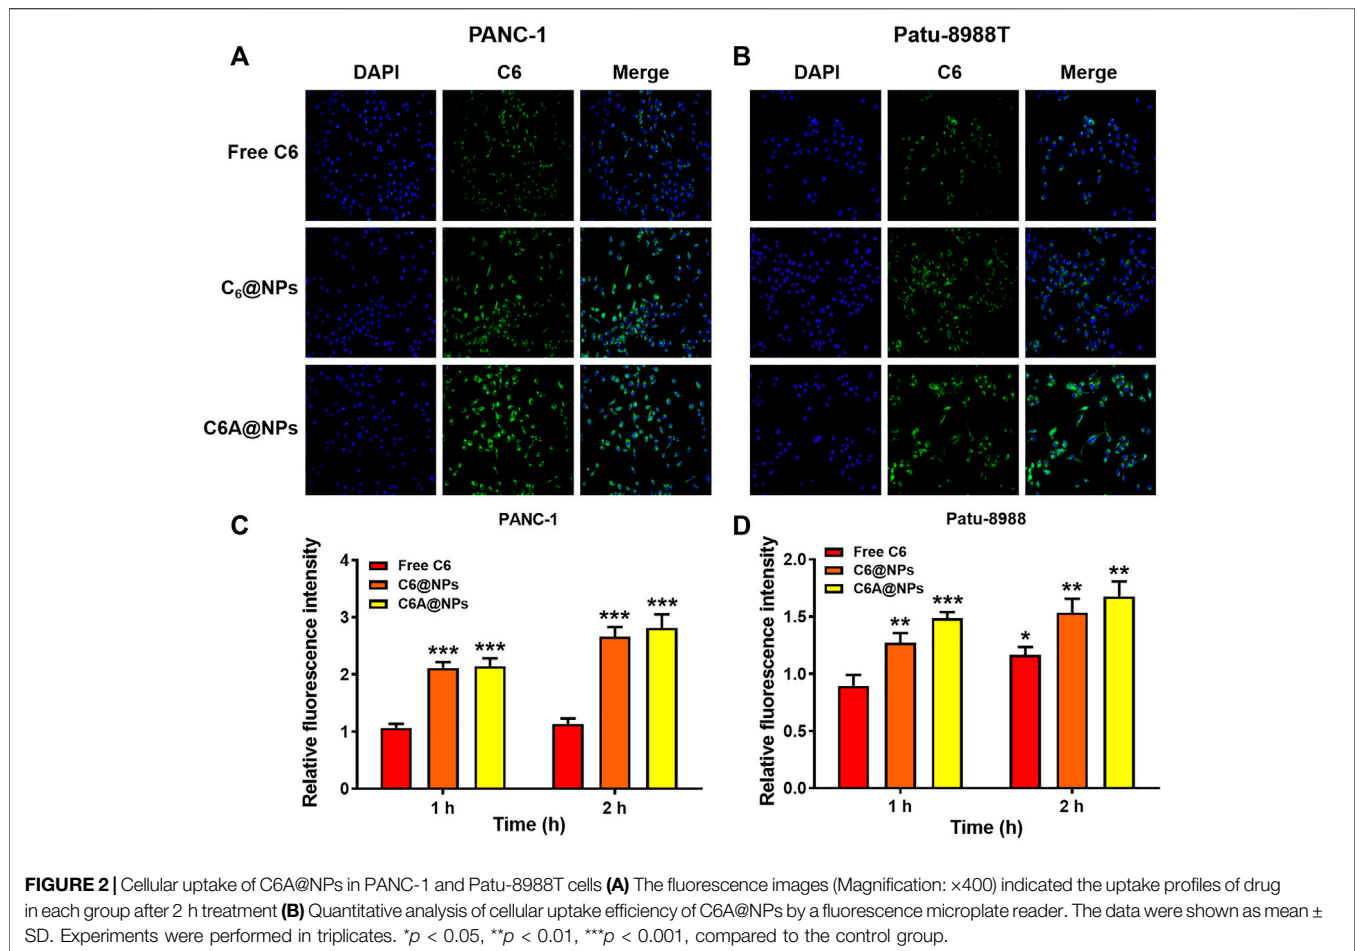 PANC-1
Patu-8988T
A
B
DAPI C6 Merge
DAPI C6 Merge
Free C6
C₆@NPs
C6A@NPs
C
PANC-1
Relative fluorescence intensity
4
3
2
1
0
Free C6
C6@NPs
C6A@NPs
*** ***
*** ***
1 h 2 h
Time (h)
D
Patu-8988
Relative fluorescence intensity
2.0
1.5
1.0
0.5
0.0
Free C6
C6@NPs
C6A@NPs
** ***
* ** **
1 h 2 h
Time (h)
FIGURE 2 | Cellular uptake of C6A@NPs in PANC-1 and Patu-8988T cells (A) The fluorescence images (Magnification: ×400) indicated the uptake profiles of drug
in each group after 2 h treatment (B) Quantitative analysis of cellular uptake efficiency of C6A@NPs by a fluorescence microplate reader. The data were shown as mean ±
SD. Experiments were performed in triplicates. *p < 0.05, **p < 0.01, ***p < 0.001, compared to the control group.